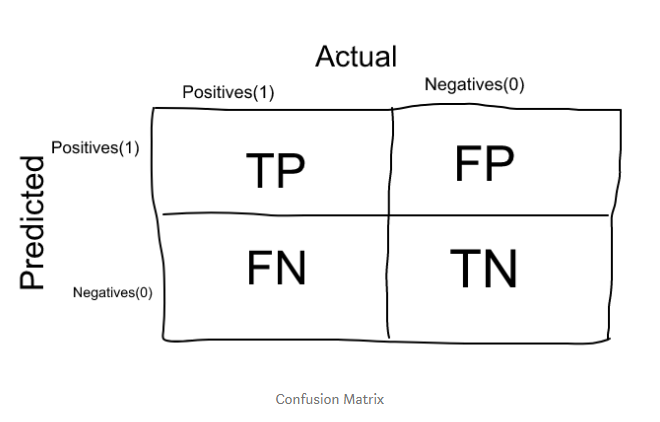 Actual
Positives(1) Negatives(0)
Predicted
Positives(1)
TP FP
Negatives(0)
FN TN
Confusion Matrix